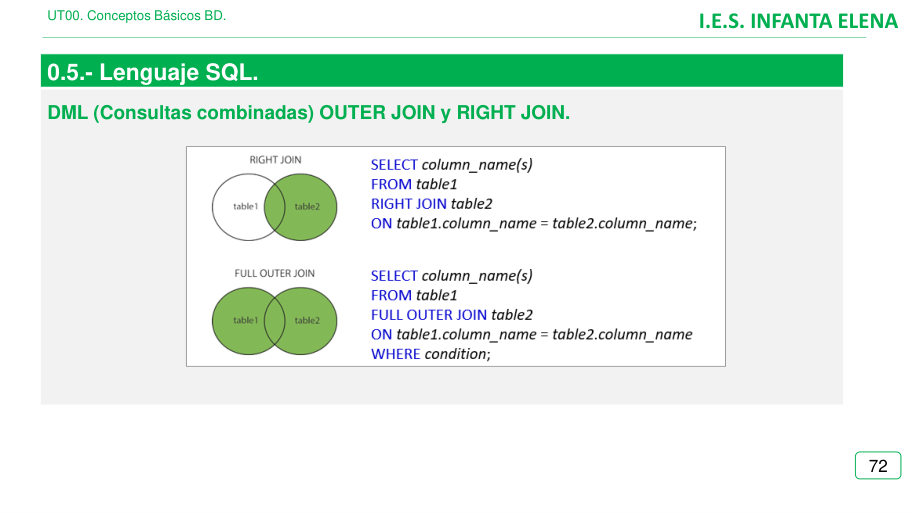 UT00. Conceptos Básicos BD.
I.E.S. INFANTA ELENA
0.5.- Lenguaje SQL.
DML (Consultas combinadas) OUTER JOIN y RIGHT JOIN.
RIGHT JOIN
table1
table2
SELECT column_name(s)
FROM table1
RIGHT JOIN table2
ON table1.column_name = table2.column_name;
FULL OUTER JOIN
table1
table2
SELECT column_name(s)
FROM table1
FULL OUTER JOIN table2
ON table1.column_name = table2.column_name
WHERE condition;
72